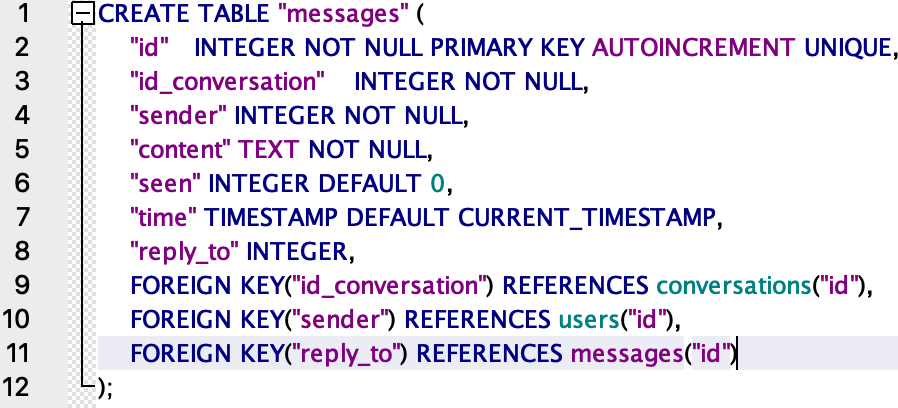 1 CREATE TABLE "messages" (
2 "id" INTEGER NOT NULL PRIMARY KEY AUTOINCREMENT UNIQUE,
3 "id_conversation" INTEGER NOT NULL,
4 "sender" INTEGER NOT NULL,
5 "content" TEXT NOT NULL,
6 "seen" INTEGER DEFAULT 0,
7 "time" TIMESTAMP DEFAULT CURRENT_TIMESTAMP,
8 "reply_to" INTEGER,
9 FOREIGN KEY("id_conversation") REFERENCES conversations("id"),
10 FOREIGN KEY("sender") REFERENCES users("id"),
11 FOREIGN KEY("reply_to") REFERENCES messages("id")
12 );